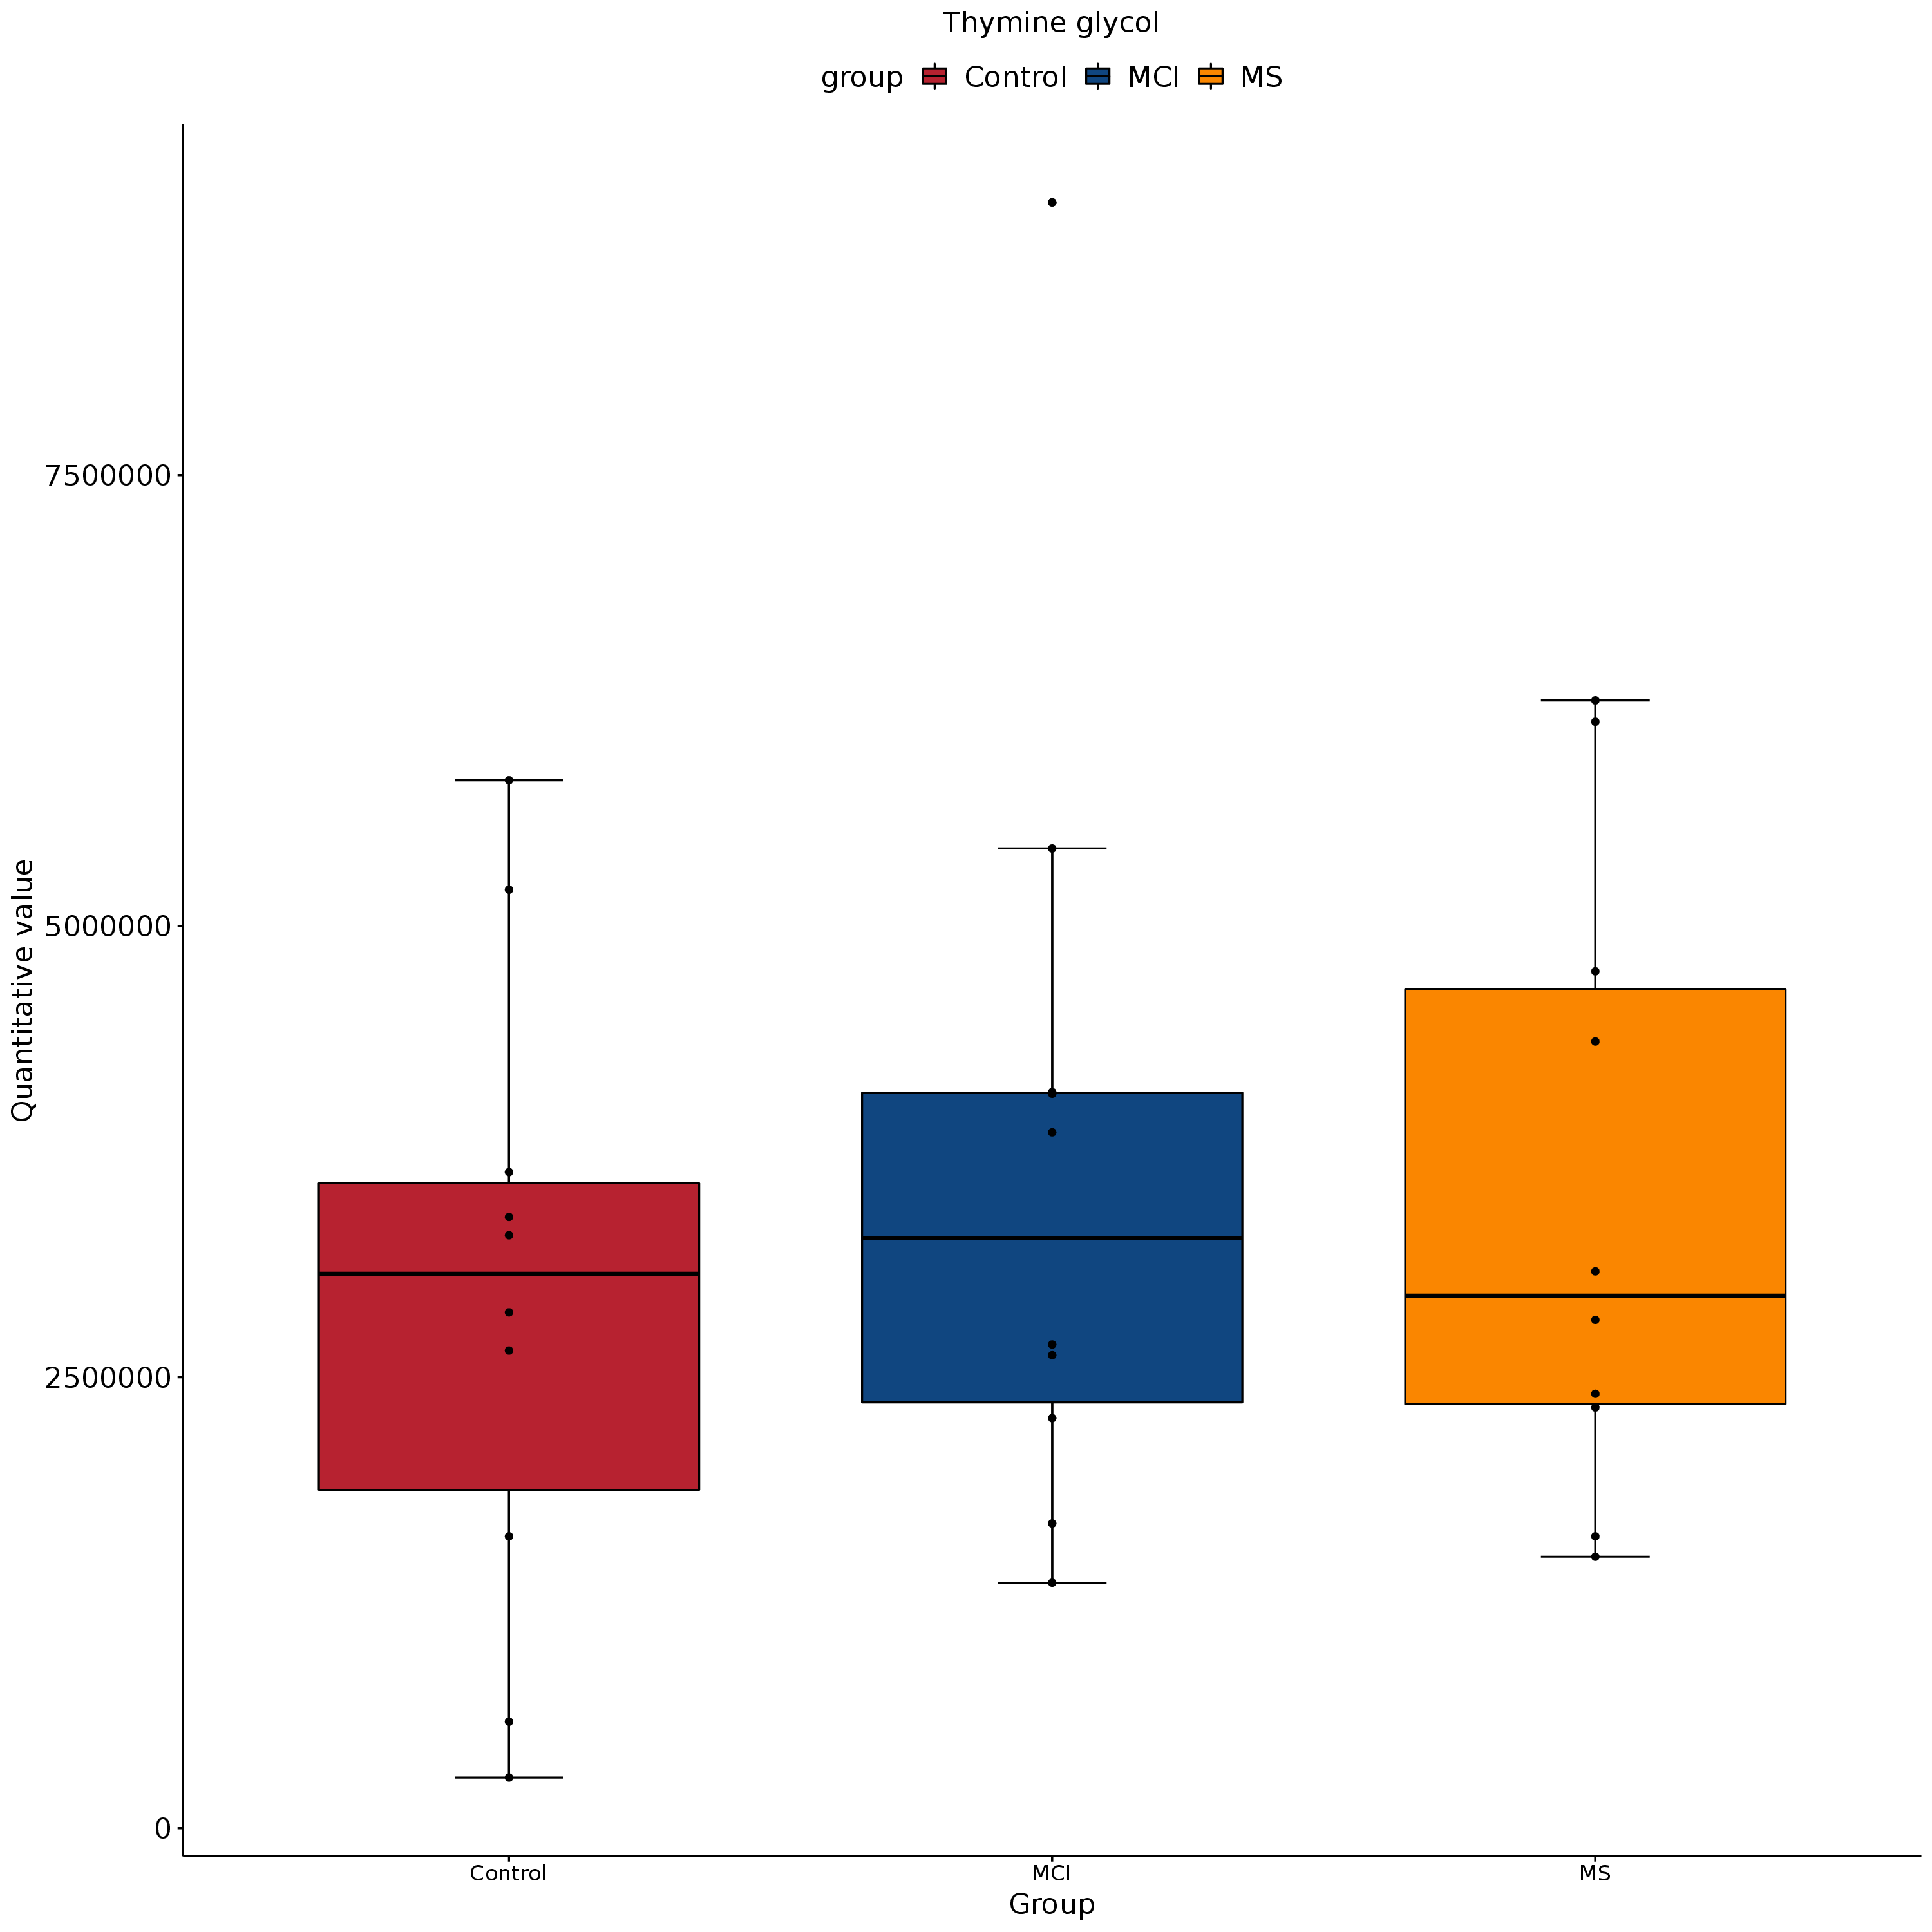 Thymine glycol
group Control MCI MS
Quantitative value
7500000
5000000
2500000
0
Control MCI MS
Group